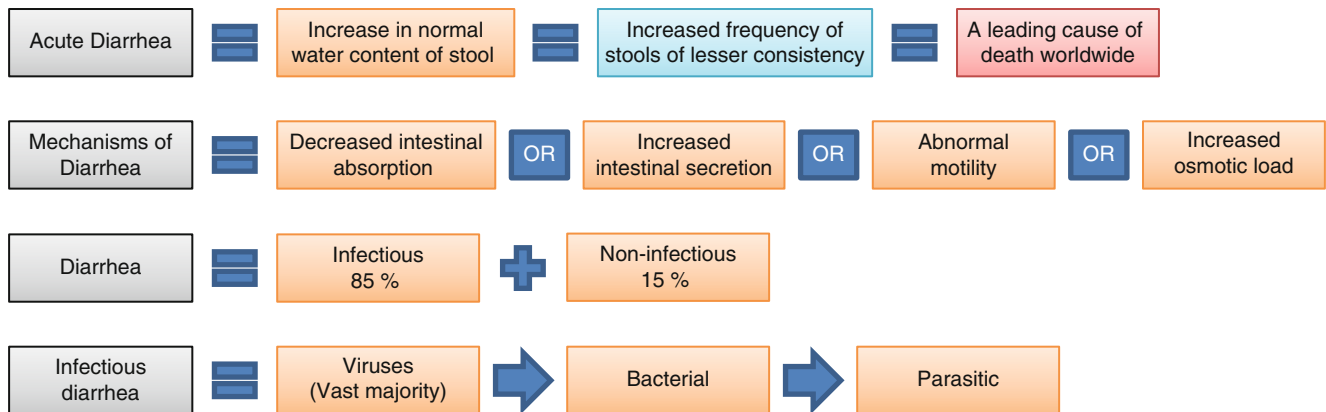 Acute Diarrhea
Increase in normal
water content of stool
Increased frequency of
stools of lesser consistency
A leading cause of
death worldwide
Mechanisms of
Diarrhea
Decreased intestinal
absorption
OR
Increased
intestinal secretion
OR
Abnormal
motility
OR
Increased
osmotic load
Diarrhea
Infectious
85 %
Non-infectious
15 %
Infectious
diarrhea
Viruses
(Vast majority)
Bacterial
Parasitic